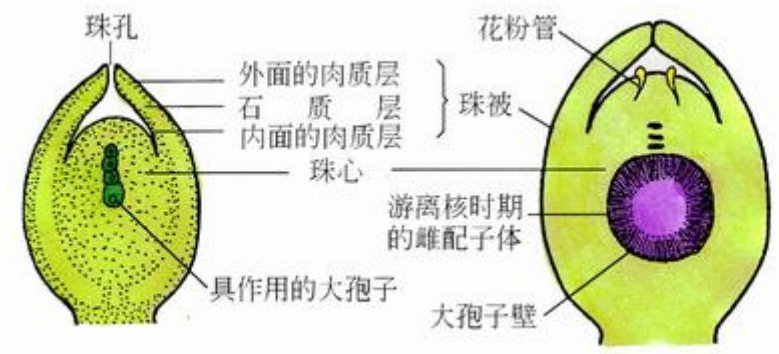 珠孔
花粉管
外面的肉质层
石质层
内面的肉质层
珠被
珠心
游离核时期
的雌配子体
具作用的大孢子
大孢子壁